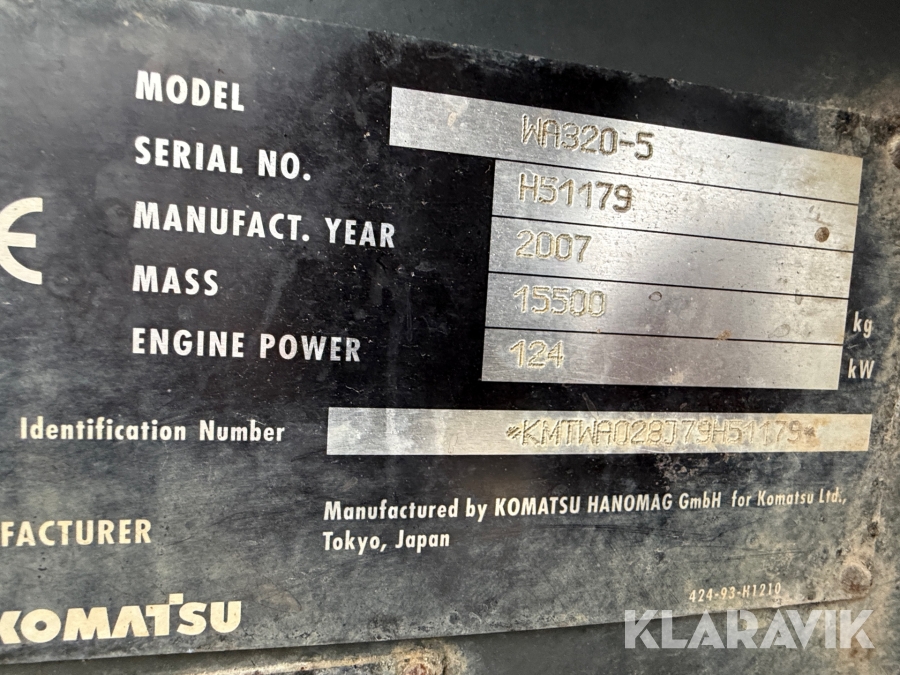 MODEL WA320-5
SERIAL NO. H51179
MANUFACT. YEAR 2007
MASS 15500 kg
ENGINE POWER 124 kW
Identification Number *KMTWA028J79H51179*
Manufactured by KOMATSU HANOMAG GmbH for Komatsu Ltd.,
FACTURER Tokyo, Japan
424-93-H1210
KOMATSU
KLARAVIK